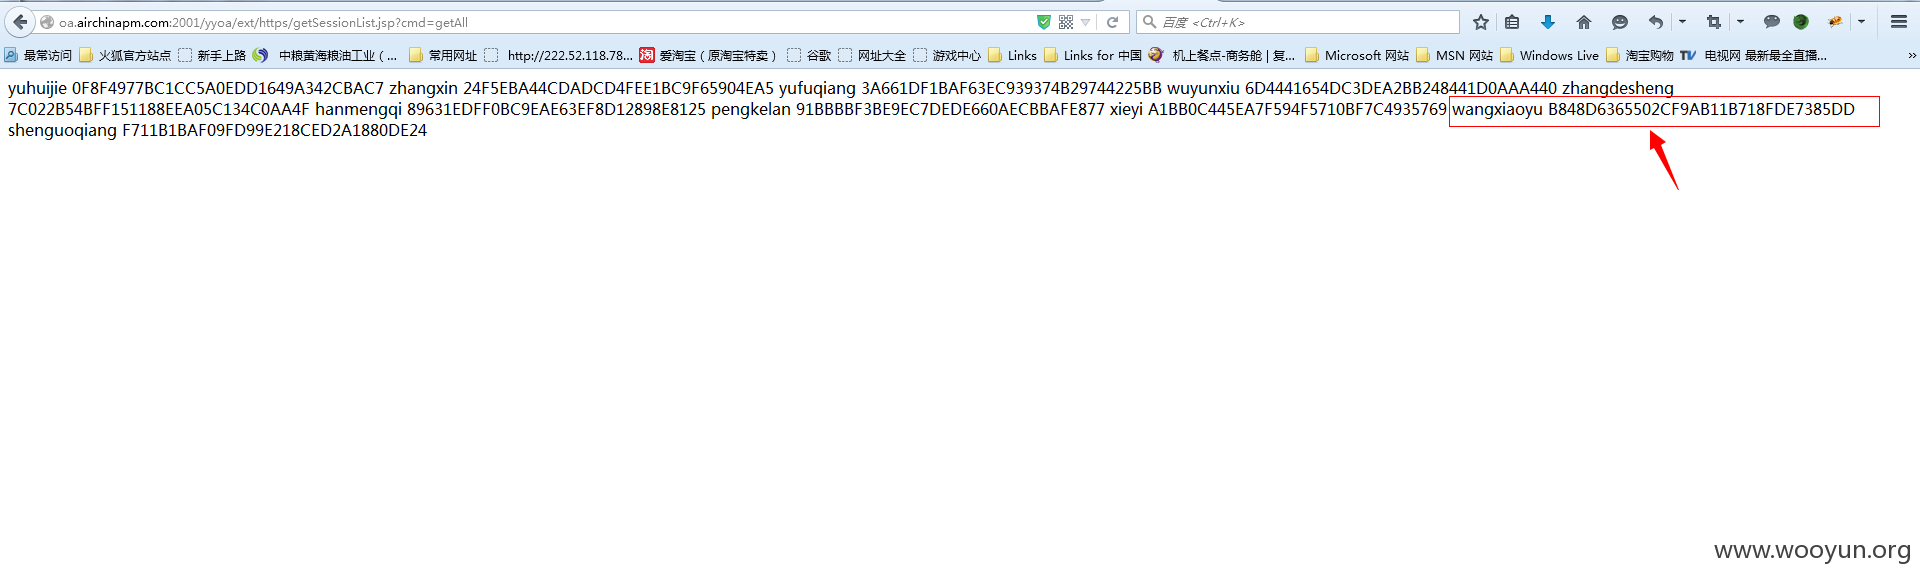 oa.airchinapm.com:2001/yyoa/ext/https/getSessionList.jsp?cmd=getAll 百度 <Ctrl+K>
最常访问 火狐官方站点 新手上路 中粮黄海粮油工业（... 常用网址 http://222.52.118.78... 淘 爱淘宝（原淘宝特卖） 谷歌 网址大全 游戏中心 Links Links for 中国 机上餐点-商务舱 | 复... Microsoft 网站 MSN 网站 Windows Live 淘宝购物 TV 电视网 最新最全直播... »
yuhuijie 0F8F4977BC1CC5A0EDD1649A342CBAC7 zhangxin 24F5EBA44CDADCD4FEE1BC9F65904EA5 yufuqiang 3A661DF1BAF63EC939374B29744225BB wuyunxiu 6D4441654DC3DEA2BB248441D0AAA440 zhangdesheng
7C022B54BFF151188EEA05C134C0AA4F hanmengqi 89631EDFF0BC9EAE63EF8D12898E8125 pengkelan 91BBBBF3BE9EC7DEDE660AECBBAFE877 xieyi A1BB0C445EA7F594F5710BF7C4935769 wangxiaoyu B848D6365502CF9AB11B718FDE7385DD
shenguoqiang F711B1BAF09FD99E218CED2A1880DE24
www.wooyun.org